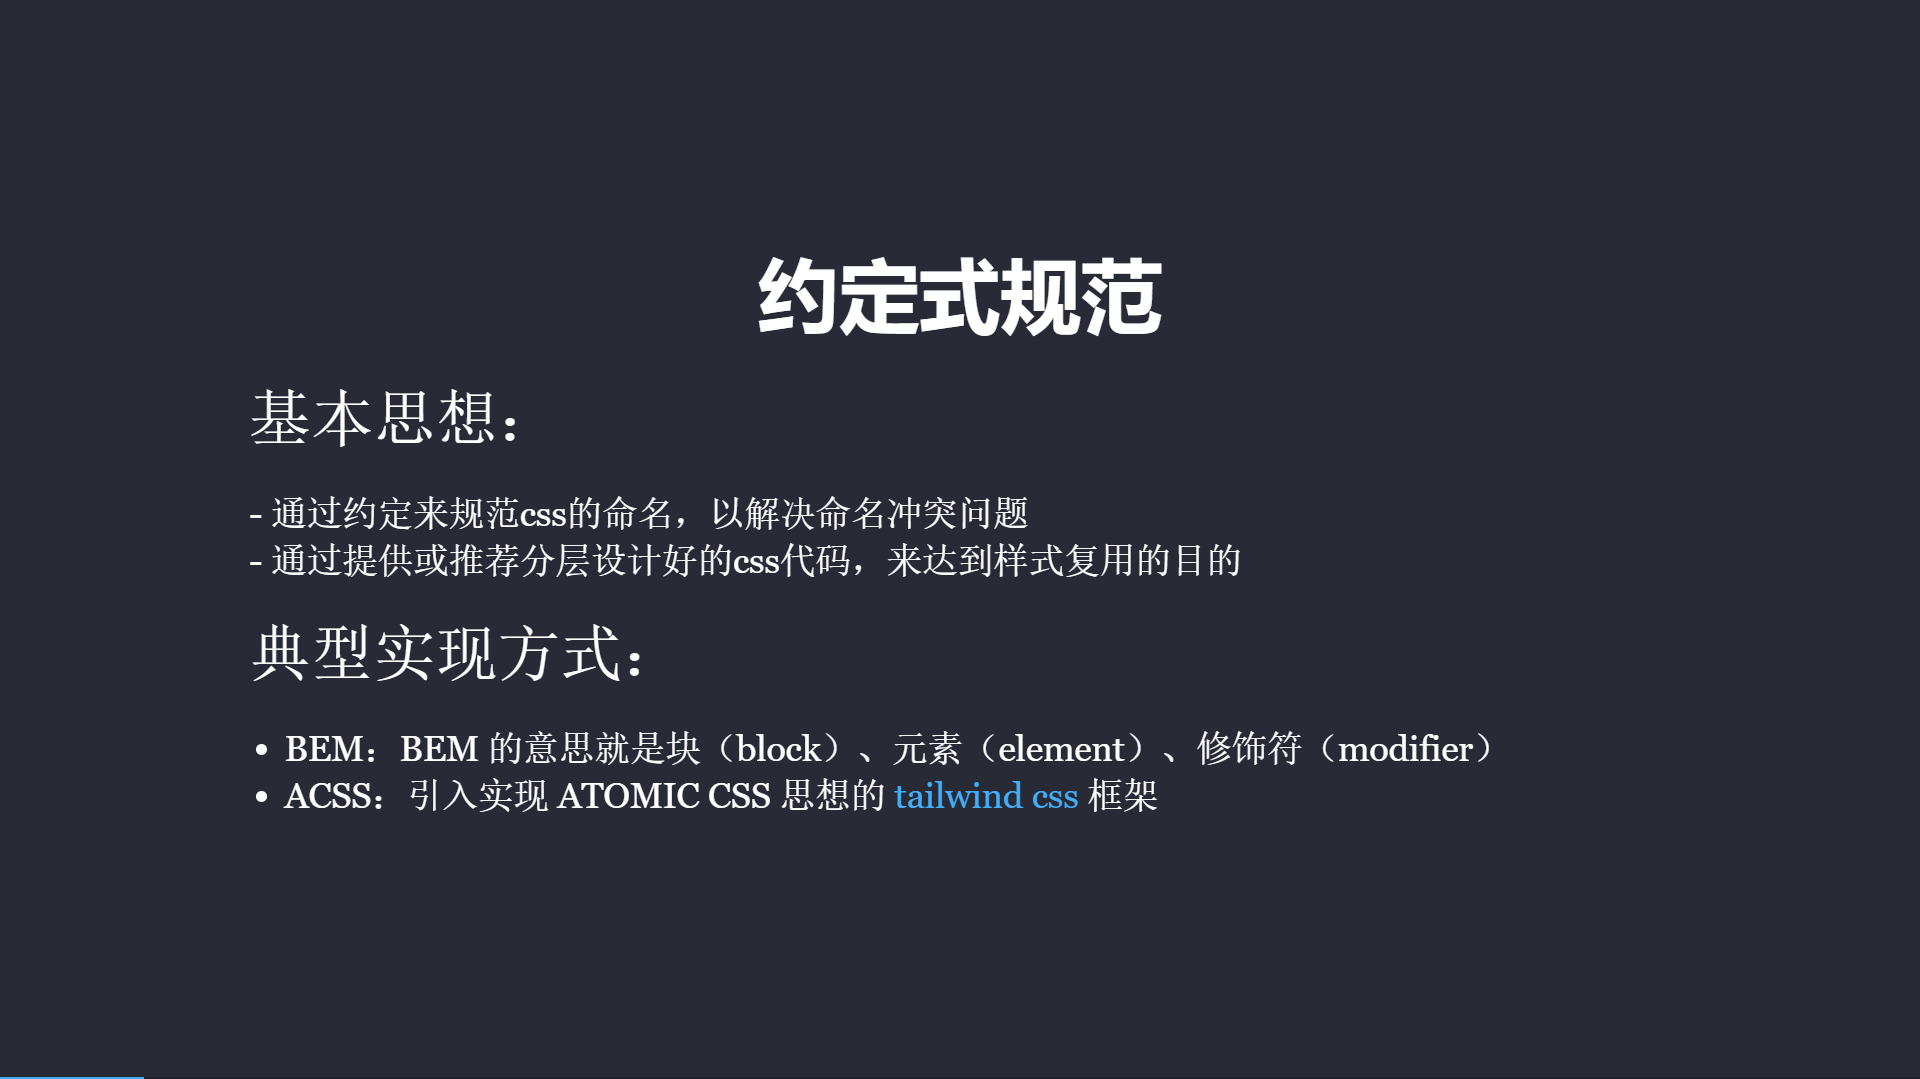 约定式规范
基本思想：
- 通过约定来规范css的命名，以解决命名冲突问题
- 通过提供或推荐分层设计好的css代码，来达到样式复用的目的
典型实现方式：
• BEM：BEM 的意思就是块（block）、元素（element）、修饰符（modifier）
• ACSS：引入实现 ATOMIC CSS 思想的 tailwind css 框架